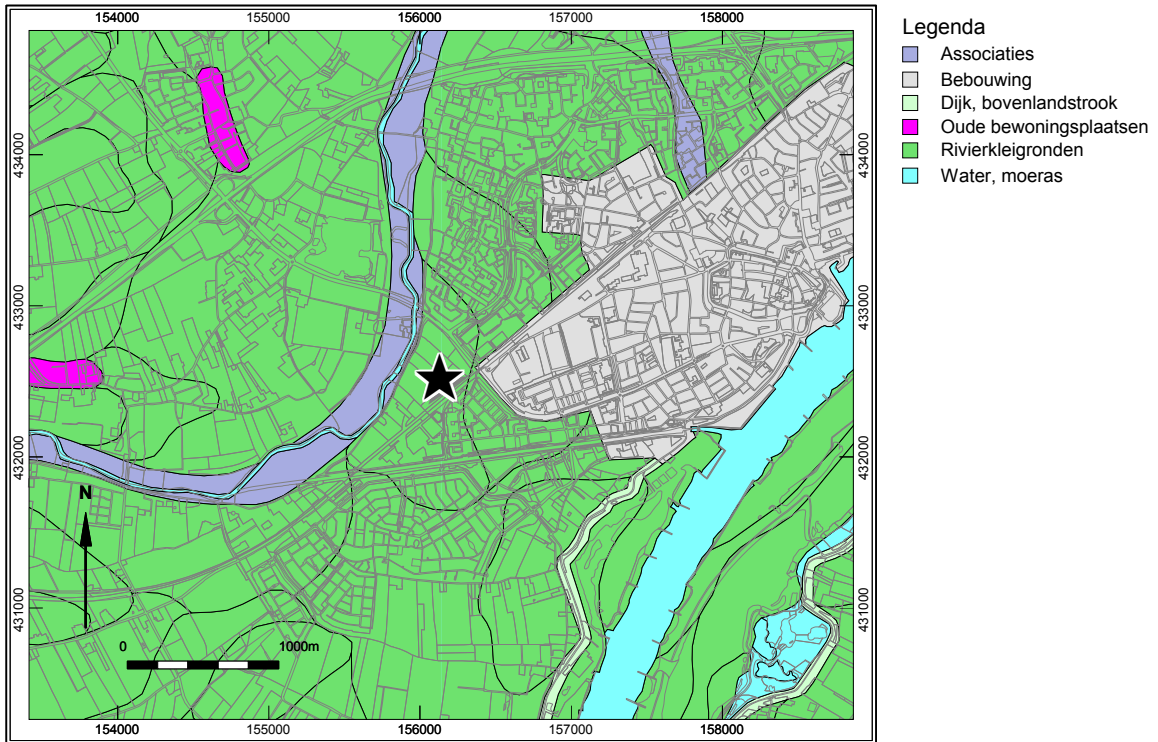 154000 155000 156000 157000 158000
Legenda
Associaties
Bebouwing
Dijk, bovenlandstrook
Oude bewoningsplaatsen
Rivierkleigronden
Water, moeras
434000 434000
433000 433000
432000 432000
431000 431000
N
0 1000m
154000 155000 156000 157000 158000